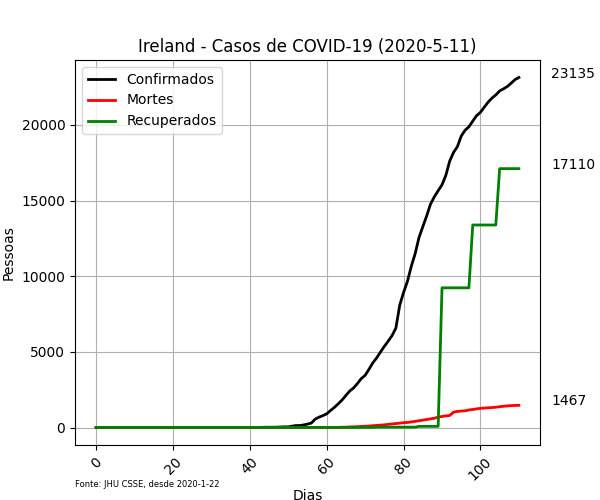 Ireland - Casos de COVID-19 (2020-5-11)
Confirmados
Mortes
Recuperados
23135
17110
1467
Pessoas
20000
15000
10000
5000
0
0
20
40
60
80
100
Dias
Fonte: JHU CSSE, desde 2020-1-22